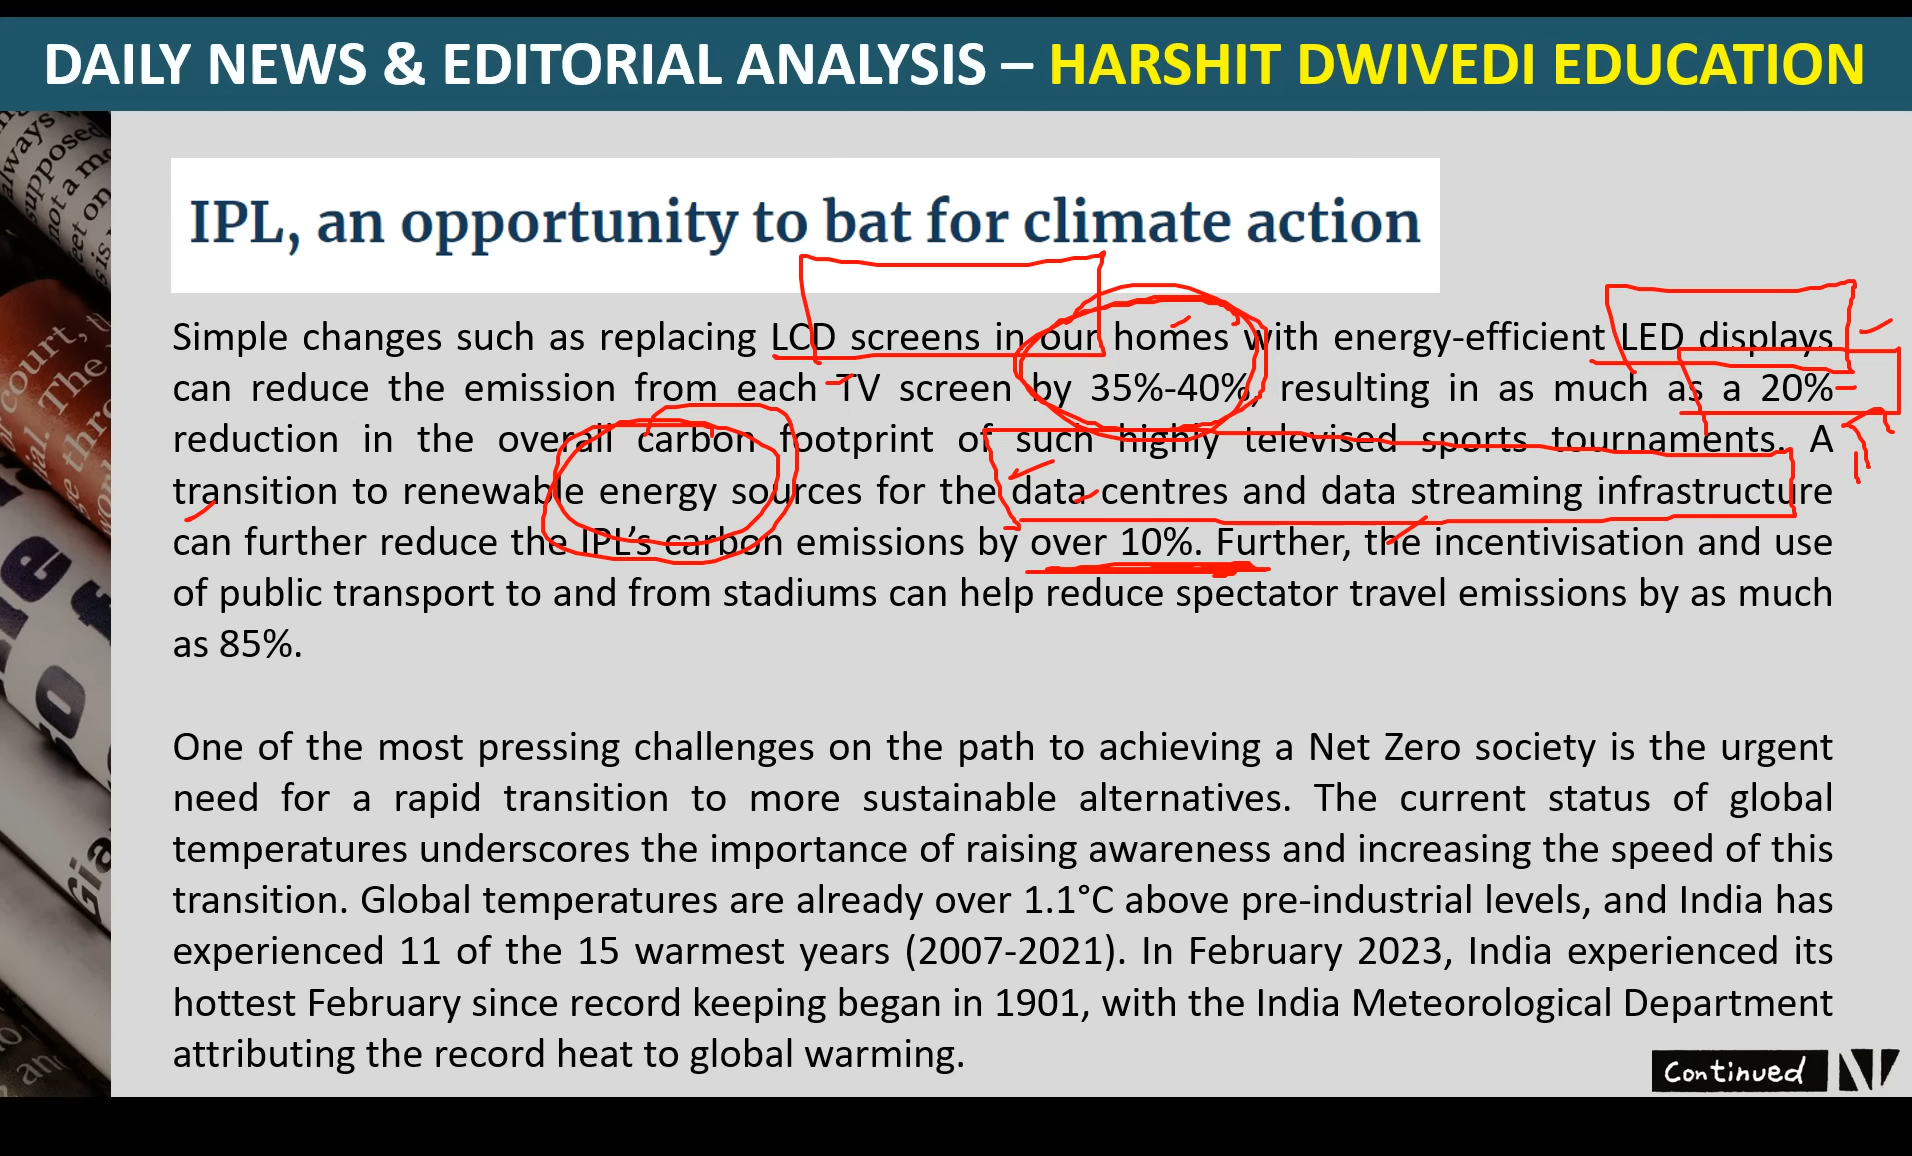 DAILY NEWS & EDITORIAL ANALYSIS – HARSHIT DWIVEDI EDUCATION
IPL, an opportunity to bat for climate action
Simple changes such as replacing LCD screens in our homes with energy-efficient LED displays
can reduce the emission from each TV screen by 35%-40%, resulting in as much as a 20%
reduction in the overall carbon footprint of such highly televised sports tournaments. A
transition to renewable energy sources for the data centres and data streaming infrastructure
can further reduce the IPL’s carbon emissions by over 10%. Further, the incentivisation and use
of public transport to and from stadiums can help reduce spectator travel emissions by as much
as 85%.
One of the most pressing challenges on the path to achieving a Net Zero society is the urgent
need for a rapid transition to more sustainable alternatives. The current status of global
temperatures underscores the importance of raising awareness and increasing the speed of this
transition. Global temperatures are already over 1.1°C above pre-industrial levels, and India has
experienced 11 of the 15 warmest years (2007-2021). In February 2023, India experienced its
hottest February since record keeping began in 1901, with the India Meteorological Department
attributing the record heat to global warming.
Continued